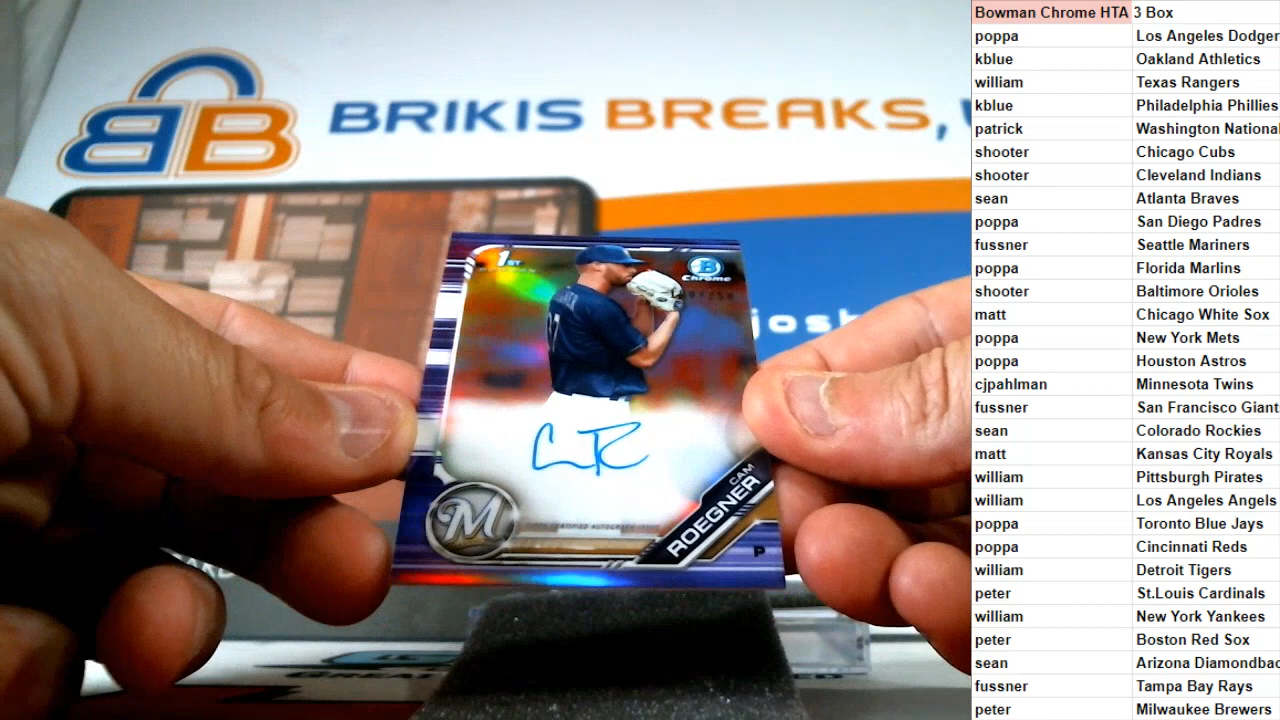 BRIKIS BREAKS,
josh
1ST
B
Chrome
CAM
ROEGNER
P
M
CERTIFIED AUTOGRAPH ISSUE
Bowman Chrome HTA 3 Box
poppa Los Angeles Dodger
kblue Oakland Athletics
william Texas Rangers
kblue Philadelphia Phillies
patrick Washington National
shooter Chicago Cubs
shooter Cleveland Indians
sean Atlanta Braves
poppa San Diego Padres
fussner Seattle Mariners
poppa Florida Marlins
shooter Baltimore Orioles
matt Chicago White Sox
poppa New York Mets
poppa Houston Astros
cjpahlman Minnesota Twins
fussner San Francisco Giant
sean Colorado Rockies
matt Kansas City Royals
william Pittsburgh Pirates
william Los Angeles Angels
poppa Toronto Blue Jays
poppa Cincinnati Reds
william Detroit Tigers
peter St.Louis Cardinals
william New York Yankees
peter Boston Red Sox
sean Arizona Diamondbac
fussner Tampa Bay Rays
peter Milwaukee Brewers